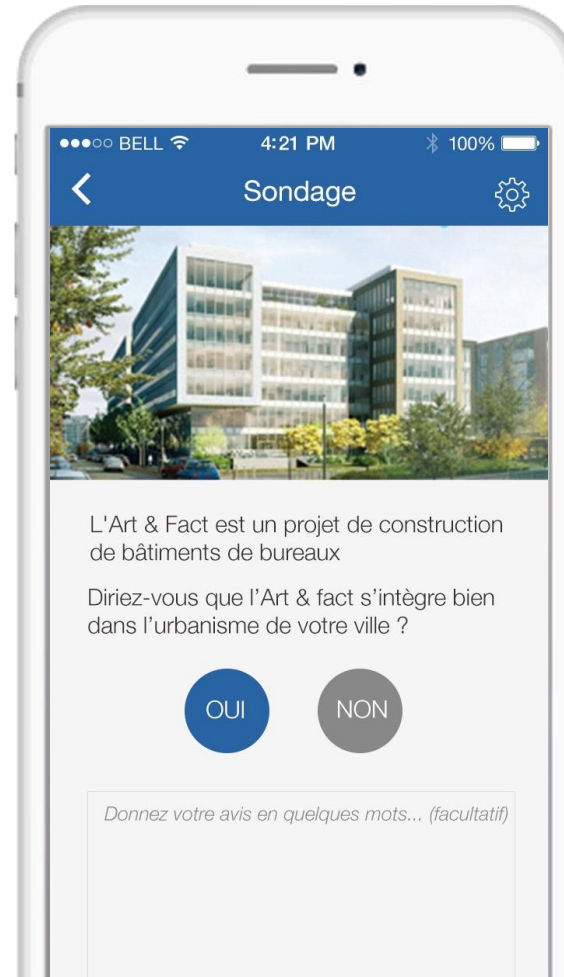 BELL 4:21 PM 100%
Sondage
L'Art & Fact est un projet de construction
de bâtiments de bureaux
Diriez-vous que l’Art & fact s’intègre bien
dans l’urbanisme de votre ville ?
OUI NON
Donnez votre avis en quelques mots... (facultatif)